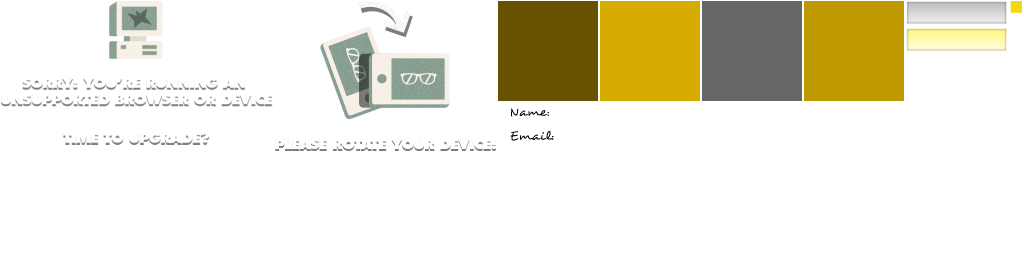 SORRY! YOU'RE RUNNING AN
UNSUPPORTED BROWSER OR DEVICE
TIME TO UPGRADE?
PLEASE ROTATE YOUR DEVICE!
Name:
Email: